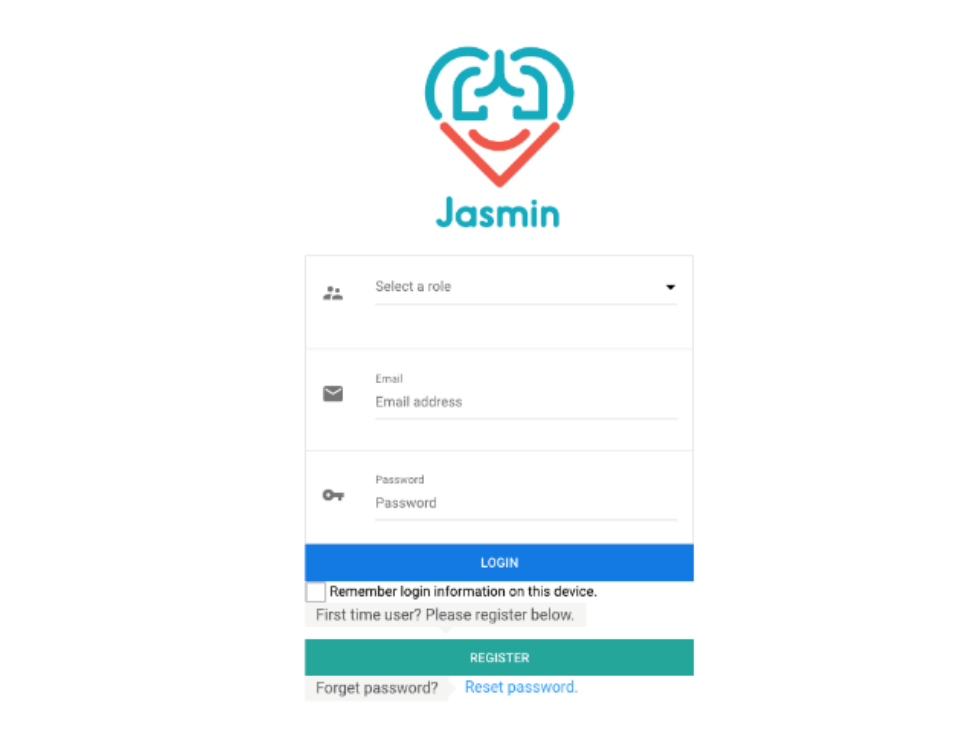 Jasmin
Select a role
Email
Email address
Password
Password
LOGIN
Remember login information on this device.
First time user? Please register below.
REGISTER
Forget password? Reset password.